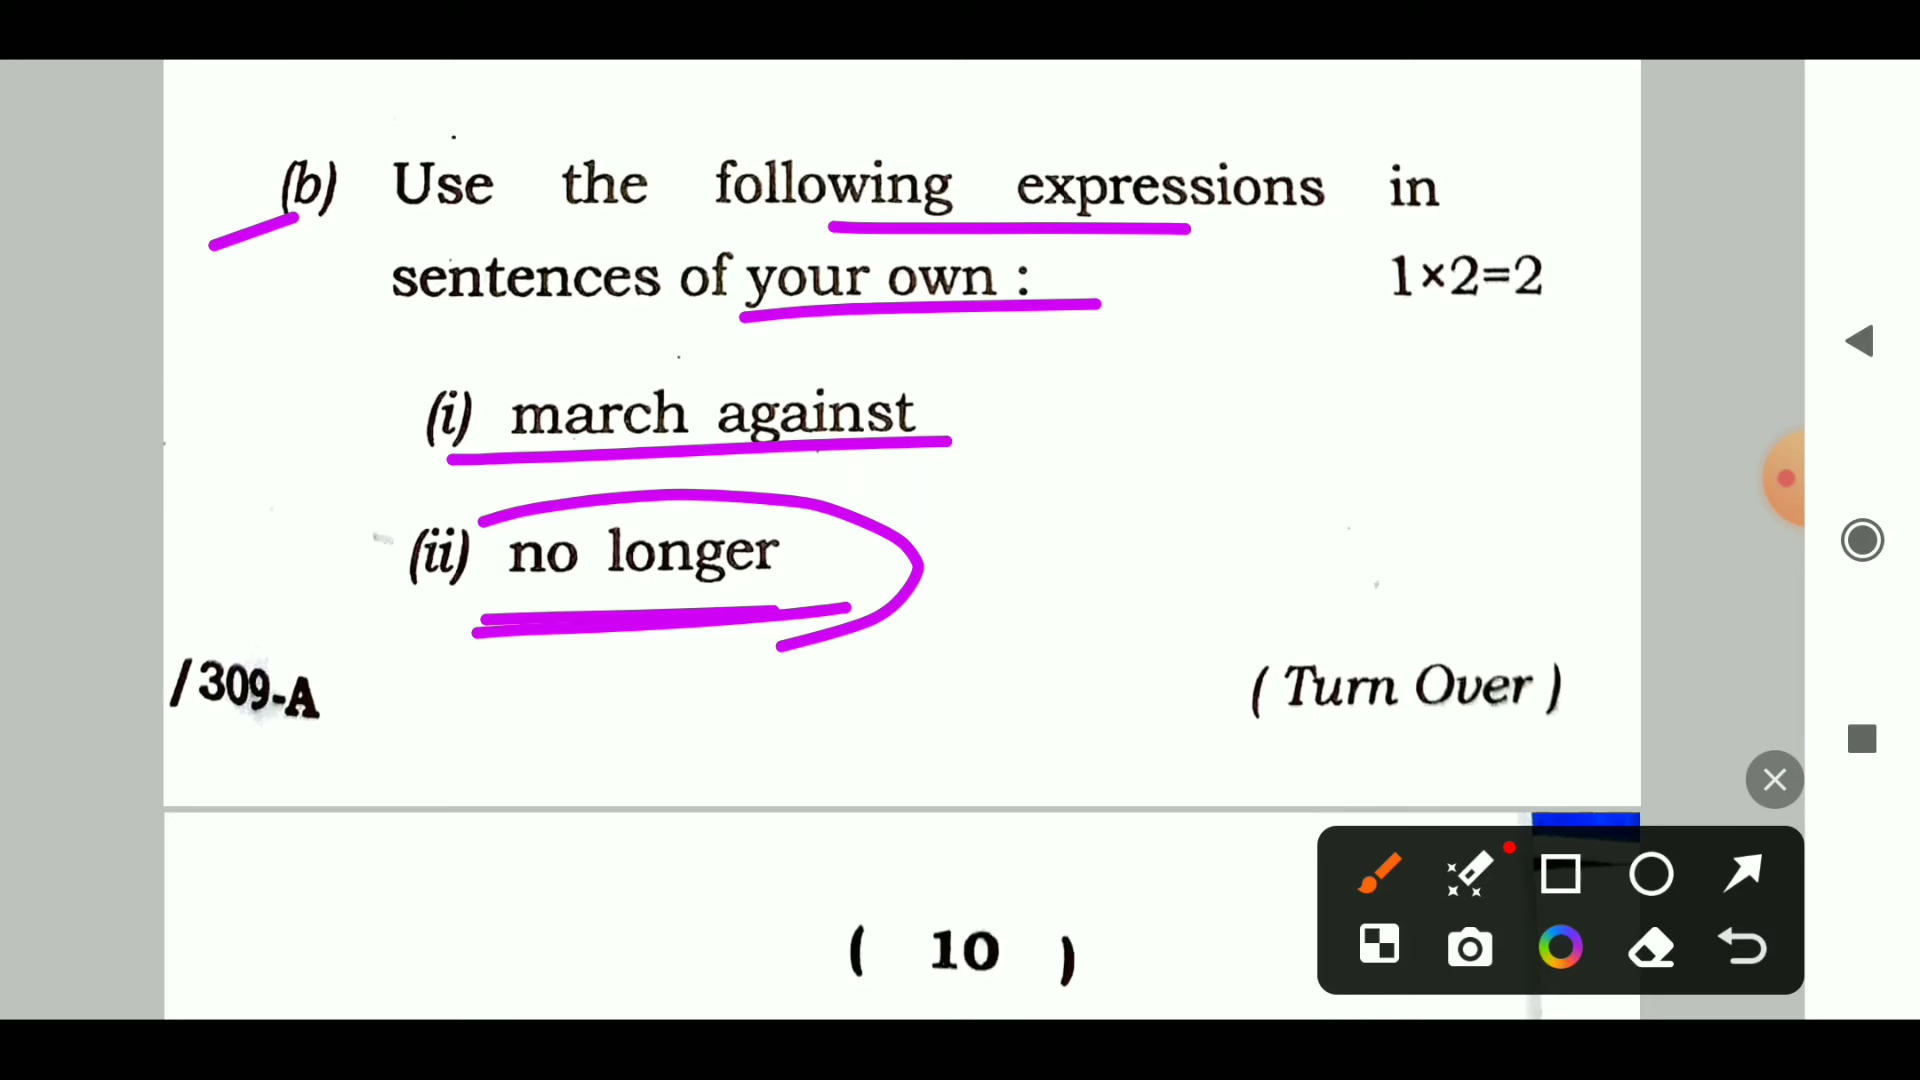 (b) Use the following expressions in
sentences of your own : 1×2=2
(i) march against
(ii) no longer
/309-A
( Turn Over )
( 10 )